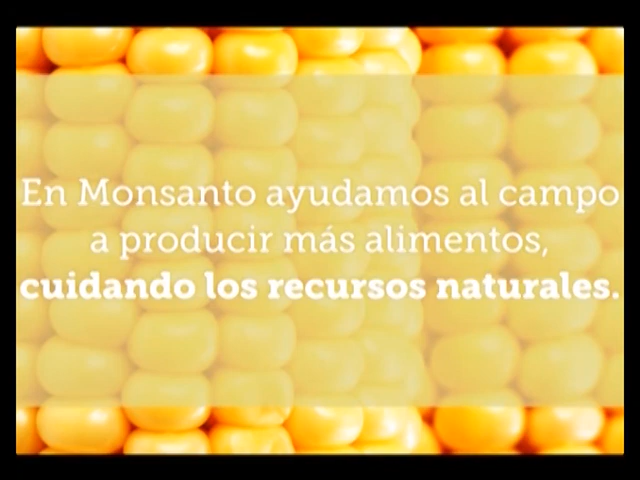 En Monsanto ayudamos al campo
a producir más alimentos,
cuidando los recursos naturales.